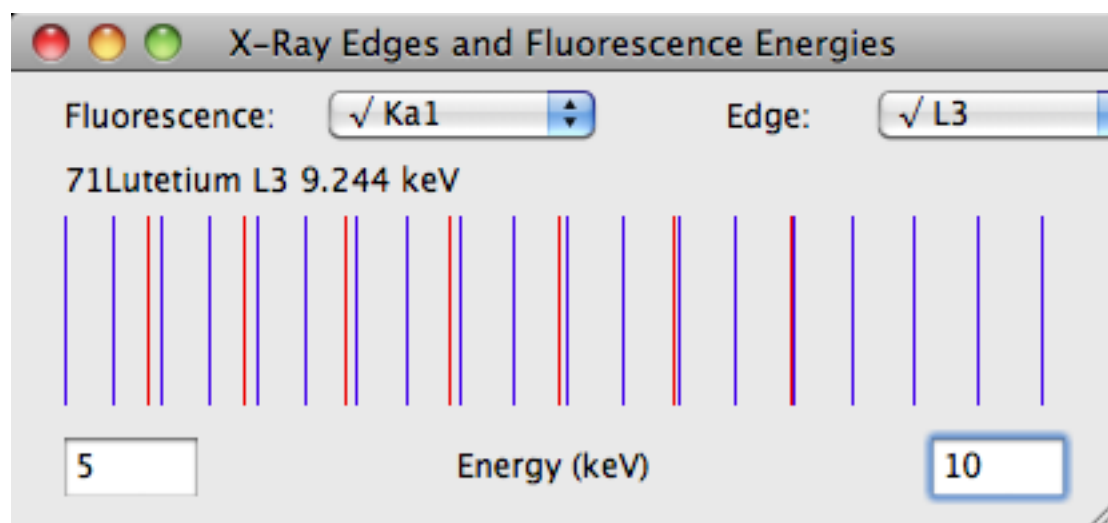 X-Ray Edges and Fluorescence Energies
Fluorescence: √ Ka1 Edge: √ L3
71Lutetium L3 9.244 keV
5 Energy (keV) 10